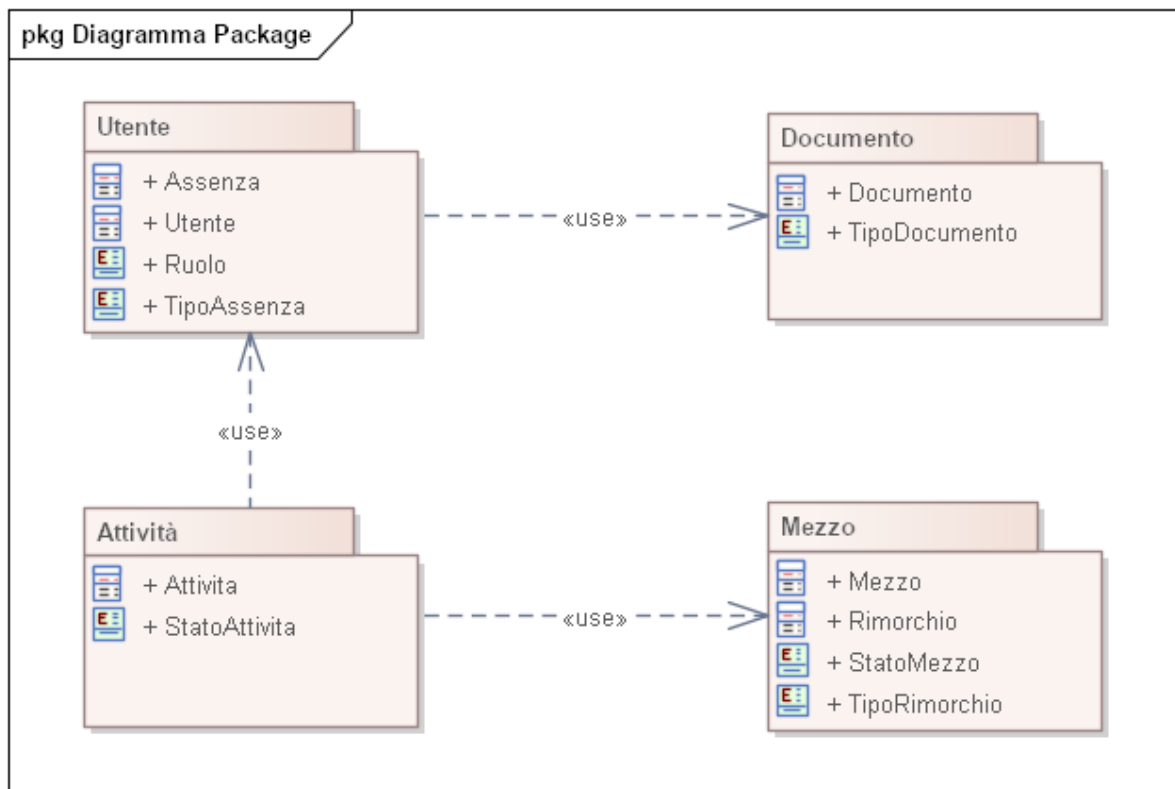 pkg Diagramma Package
Utente
+ Assenza
+ Utente
+ Ruolo
+ TipoAssenza
«use»
Documento
+ Documento
+ TipoDocumento
«use»
Attività
+ Attivita
+ StatoAttivita
«use»
Mezzo
+ Mezzo
+ Rimorchio
+ StatoMezzo
+ TipoRimorchio